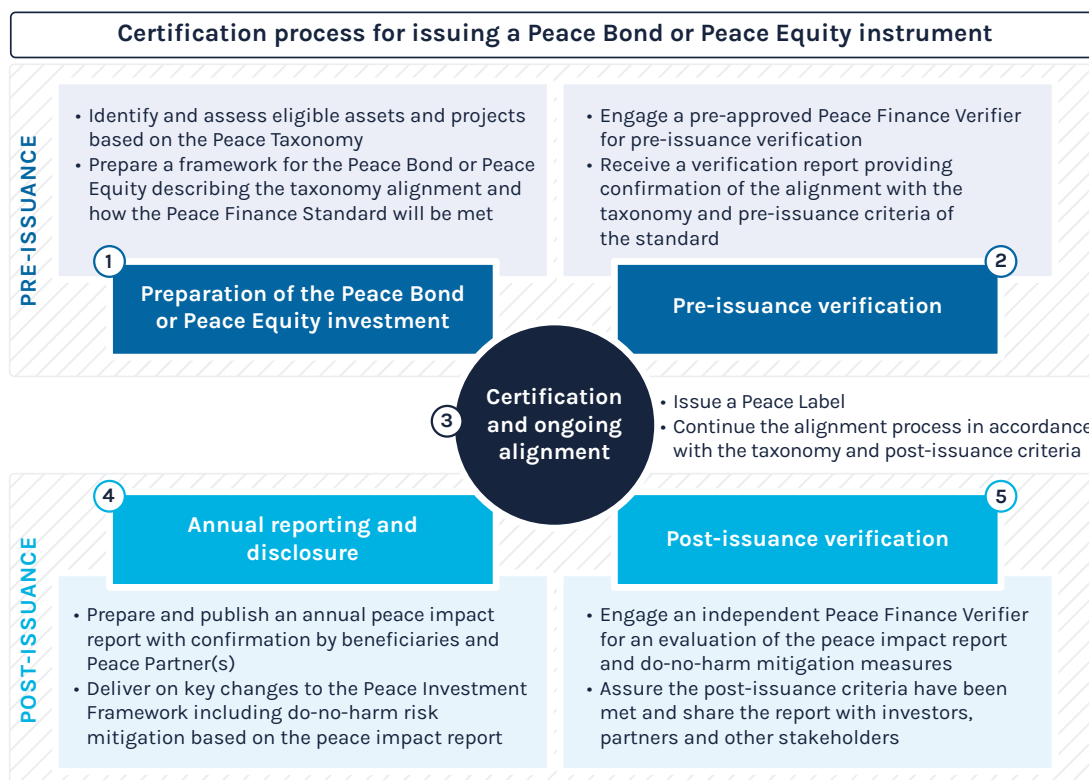 Certification process for issuing a Peace Bond or Peace Equity instrument
PRE-ISSUANCE
• Identify and assess eligible assets and projects
based on the Peace Taxonomy
• Prepare a framework for the Peace Bond or Peace
Equity describing the taxonomy alignment and
how the Peace Finance Standard will be met
1
Preparation of the Peace Bond
or Peace Equity investment
• Engage a pre-approved Peace Finance Verifier
for pre-issuance verification
• Receive a verification report providing
confirmation of the alignment with the
taxonomy and pre-issuance criteria of
the standard
2
Pre-issuance verification
3
Certification
and ongoing
alignment
• Issue a Peace Label
• Continue the alignment process in accordance
with the taxonomy and post-issuance criteria
POST-ISSUANCE
4
Annual reporting and
disclosure
• Prepare and publish an annual peace impact
report with confirmation by beneficiaries and
Peace Partner(s)
• Deliver on key changes to the Peace Investment
Framework including do-no-harm risk
mitigation based on the peace impact report
5
Post-issuance verification
• Engage an independent Peace Finance Verifier
for an evaluation of the peace impact report
and do-no-harm mitigation measures
• Assure the post-issuance criteria have been
met and share the report with investors,
partners and other stakeholders